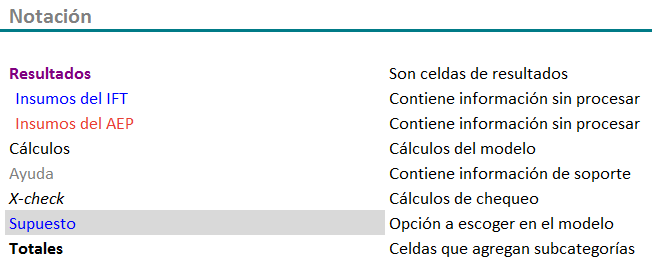 Notación
Resultados Son celdas de resultados
Insumos del IFT Contiene información sin procesar
Insumos del AEP Contiene información sin procesar
Cálculos Cálculos del modelo
Ayuda Contiene información de soporte
X-check Cálculos de chequeo
Supuesto Opción a escoger en el modelo
Totales Celdas que agregan subcategorías